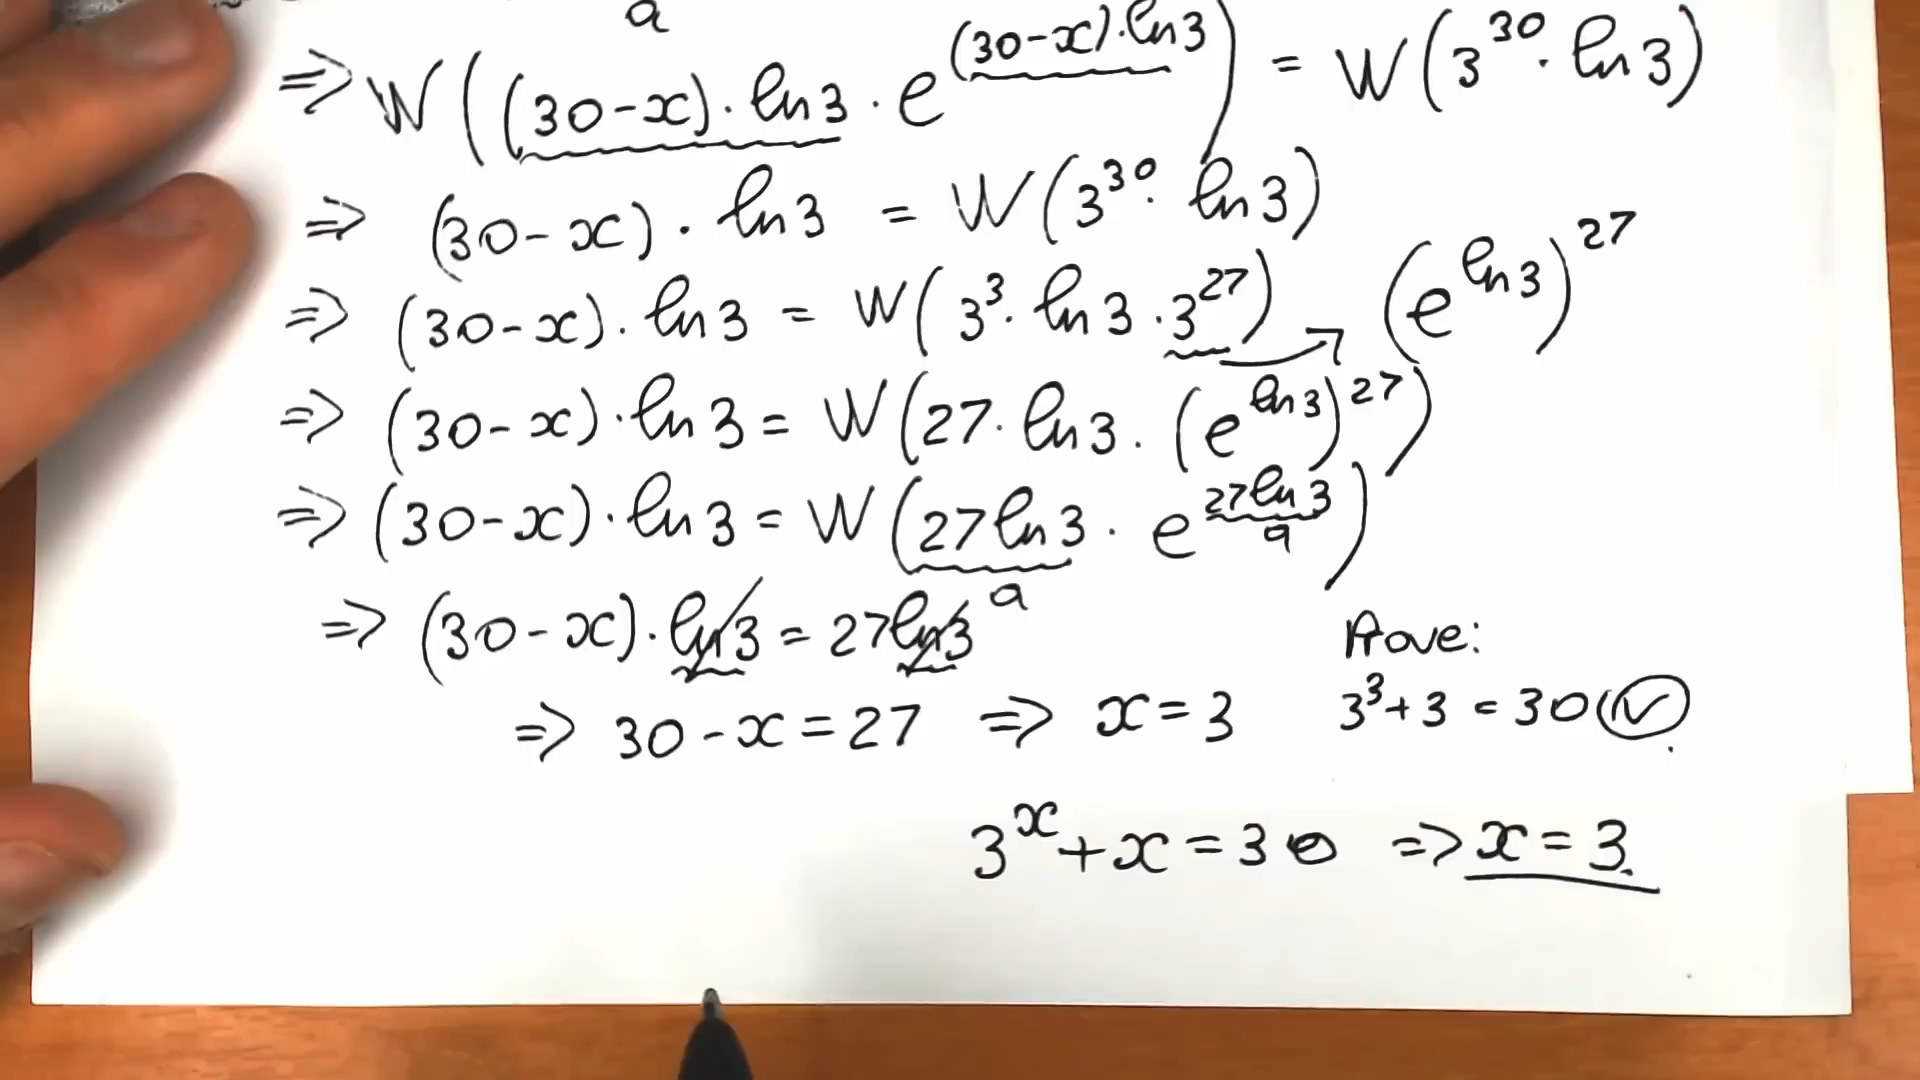 a
⇒ W((30-x)·ln3·e^{(30-x)·ln3}) = W(3^{30}·ln3)
⇒ (30-x)·ln3 = W(3^{30}·ln3)
⇒ (30-x)·ln3 = W(3^3·ln3·3^{27}) → (e^{ln3})^{27}
⇒ (30-x)·ln3 = W(27·ln3·(e^{ln3})^{27})
⇒ (30-x)·ln3 = W(27ln3·e^{27ln3})
a a
⇒ (30-x)·ln3 = 27ln3
Prove:
⇒ 30-x = 27 ⇒ x = 3
3^3+3 = 30 ✓
3^x+x = 30 ⇒ x = 3.